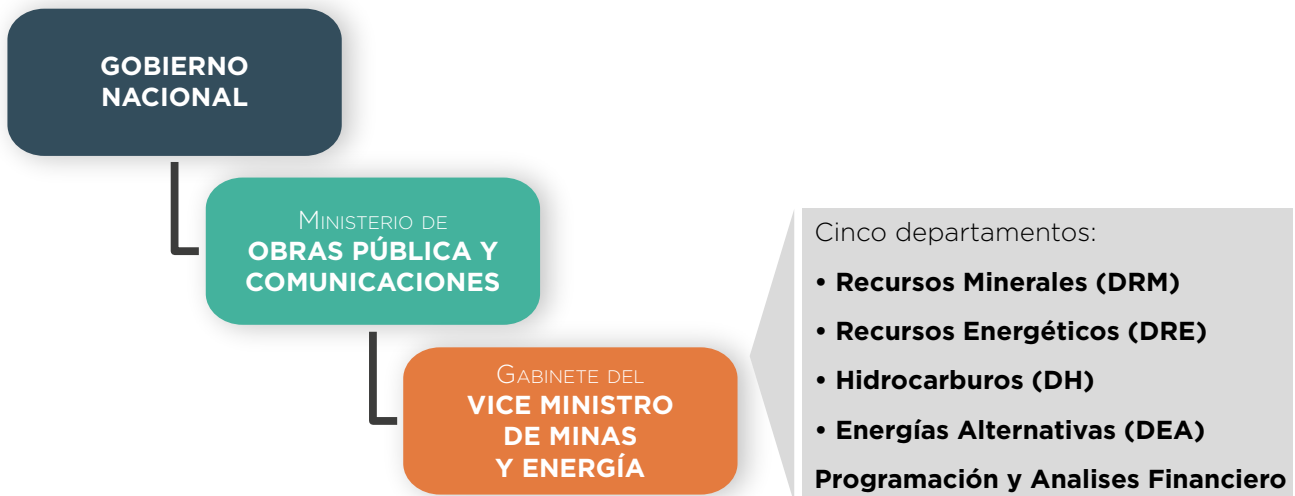 GOBIERNO
NACIONAL
MINISTERIO DE
OBRAS PÚBLICA Y
COMUNICACIONES
GABINETE DEL
VICE MINISTRO
DE MINAS
Y ENERGÍA
Cinco departamentos:
• Recursos Minerales (DRM)
• Recursos Energéticos (DRE)
• Hidrocarburos (DH)
• Energías Alternativas (DEA)
Programación y Analises Financiero